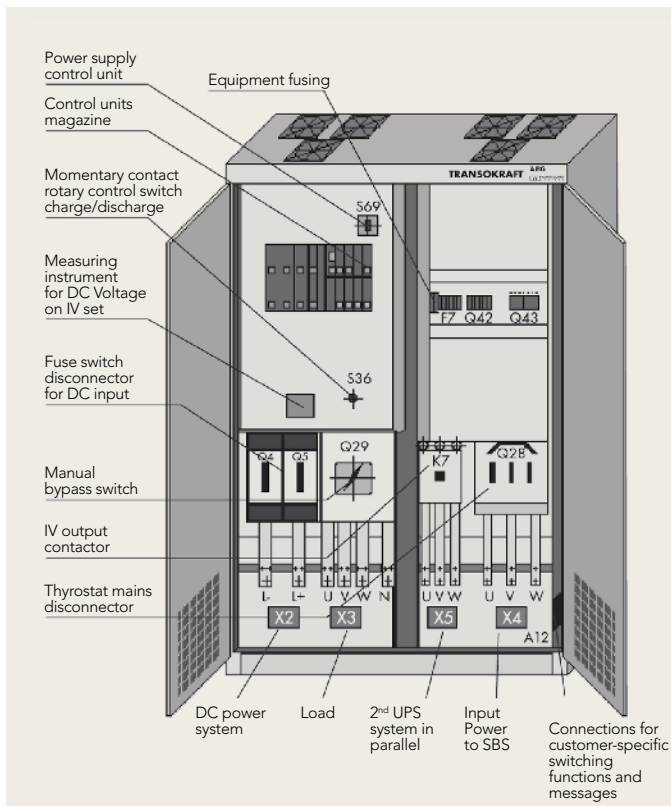 Power supply
control unit
Equipment fusing
Control units
magazine
TRANSOKRAFT AEG
Momentary contact
rotary control switch
charge/discharge
S69
Measuring
instrument
for DC Voltage
on IV set
F7 Q42 Q43
Fuse switch
disconnector
for DC input
S36
Q4 Q5 Q29
K7 Q28
Manual
bypass switch
IV output
contactor
Thyrostat mains
disconnector
L- L+ U V W N U V W U V W
X2 X3 X5 X4
A12
DC power
system
Load
2nd UPS
system in
parallel
Input
Power
to SBS
Connections for
customer-specific
switching
functions and
messages